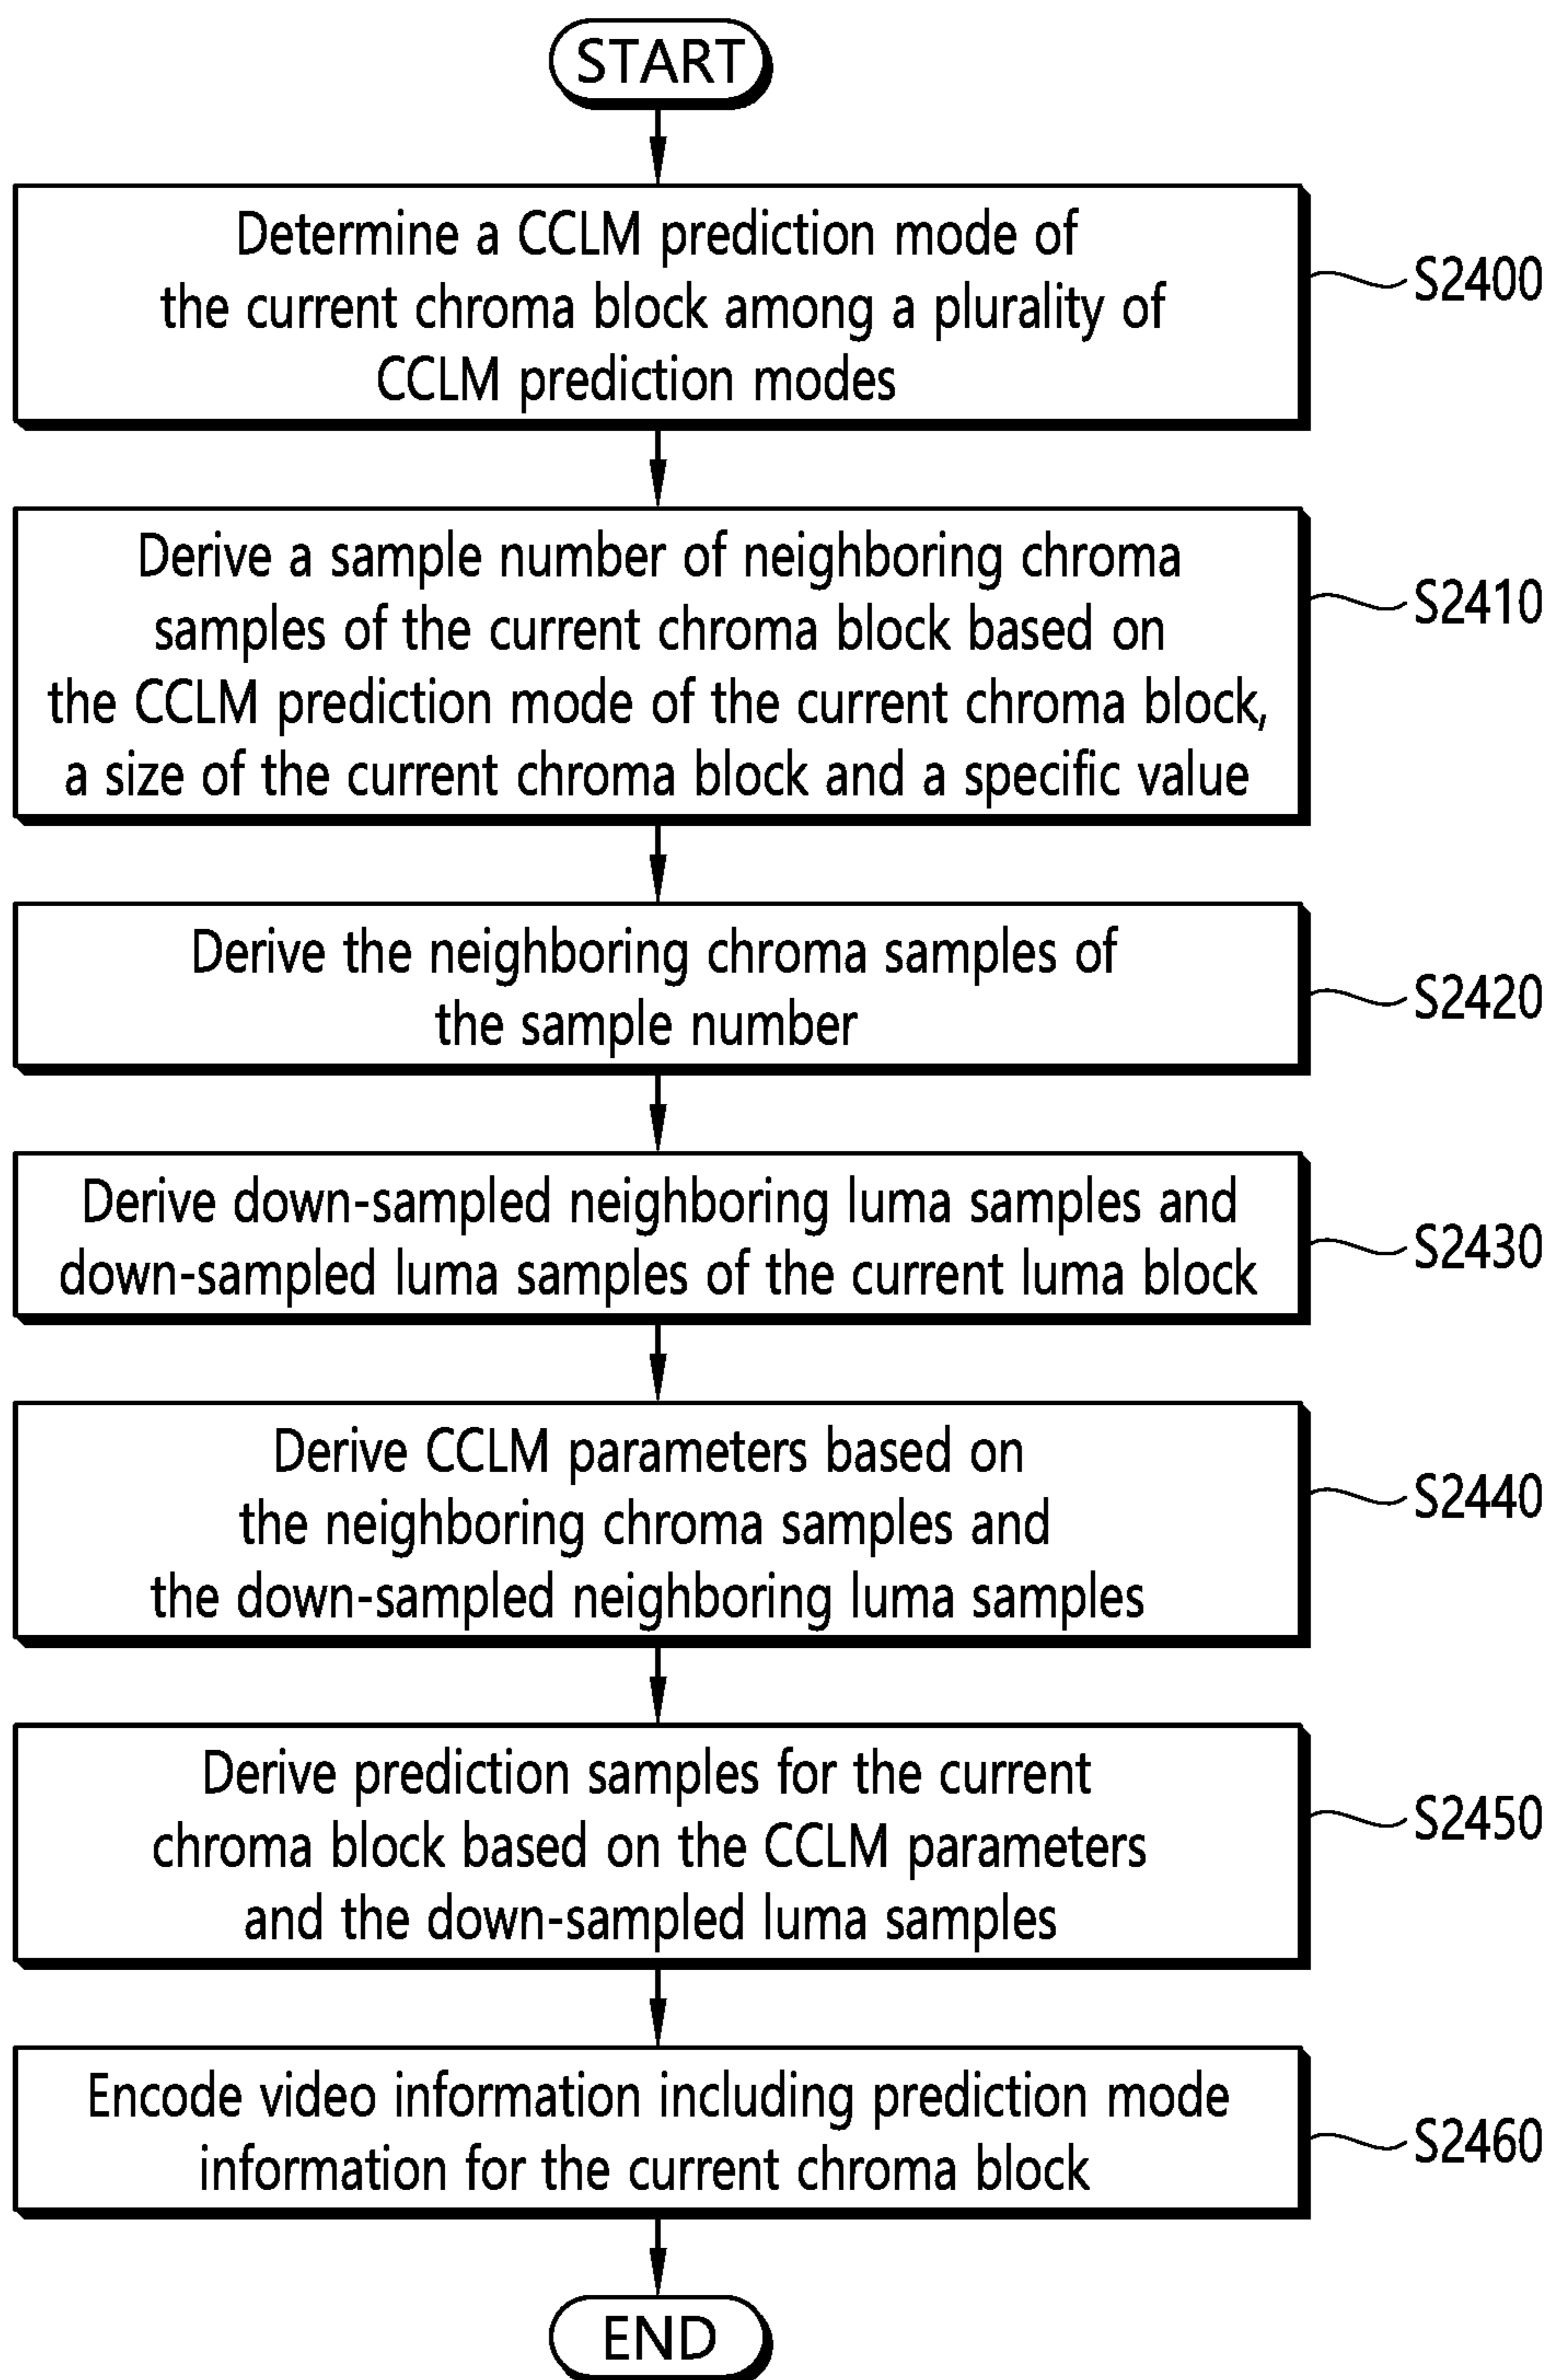 START
Determine a CCLM prediction mode of
the current chroma block among a plurality of
CCLM prediction modes
S2400
Derive a sample number of neighboring chroma
samples of the current chroma block based on
the CCLM prediction mode of the current chroma block,
a size of the current chroma block and a specific value
S2410
Derive the neighboring chroma samples of
the sample number
S2420
Derive down-sampled neighboring luma samples and
down-sampled luma samples of the current luma block
S2430
Derive CCLM parameters based on
the neighboring chroma samples and
the down-sampled neighboring luma samples
S2440
Derive prediction samples for the current
chroma block based on the CCLM parameters
and the down-sampled luma samples
S2450
Encode video information including prediction mode
information for the current chroma block
S2460
END